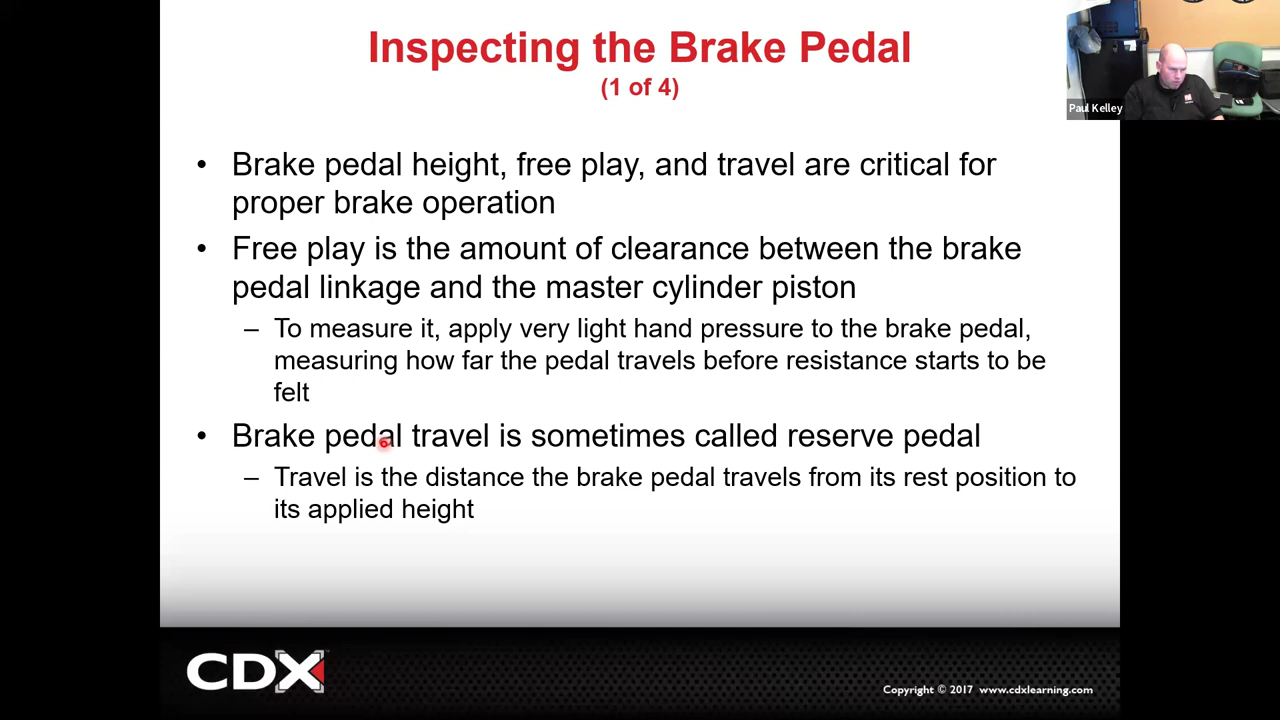 Inspecting the Brake Pedal
(1 of 4)
Paul Kelley
• Brake pedal height, free play, and travel are critical for
proper brake operation
• Free play is the amount of clearance between the brake
pedal linkage and the master cylinder piston
– To measure it, apply very light hand pressure to the brake pedal,
measuring how far the pedal travels before resistance starts to be
felt
• Brake pedal travel is sometimes called reserve pedal
– Travel is the distance the brake pedal travels from its rest position to
its applied height
CDX
Copyright © 2017 www.cdxlearning.com